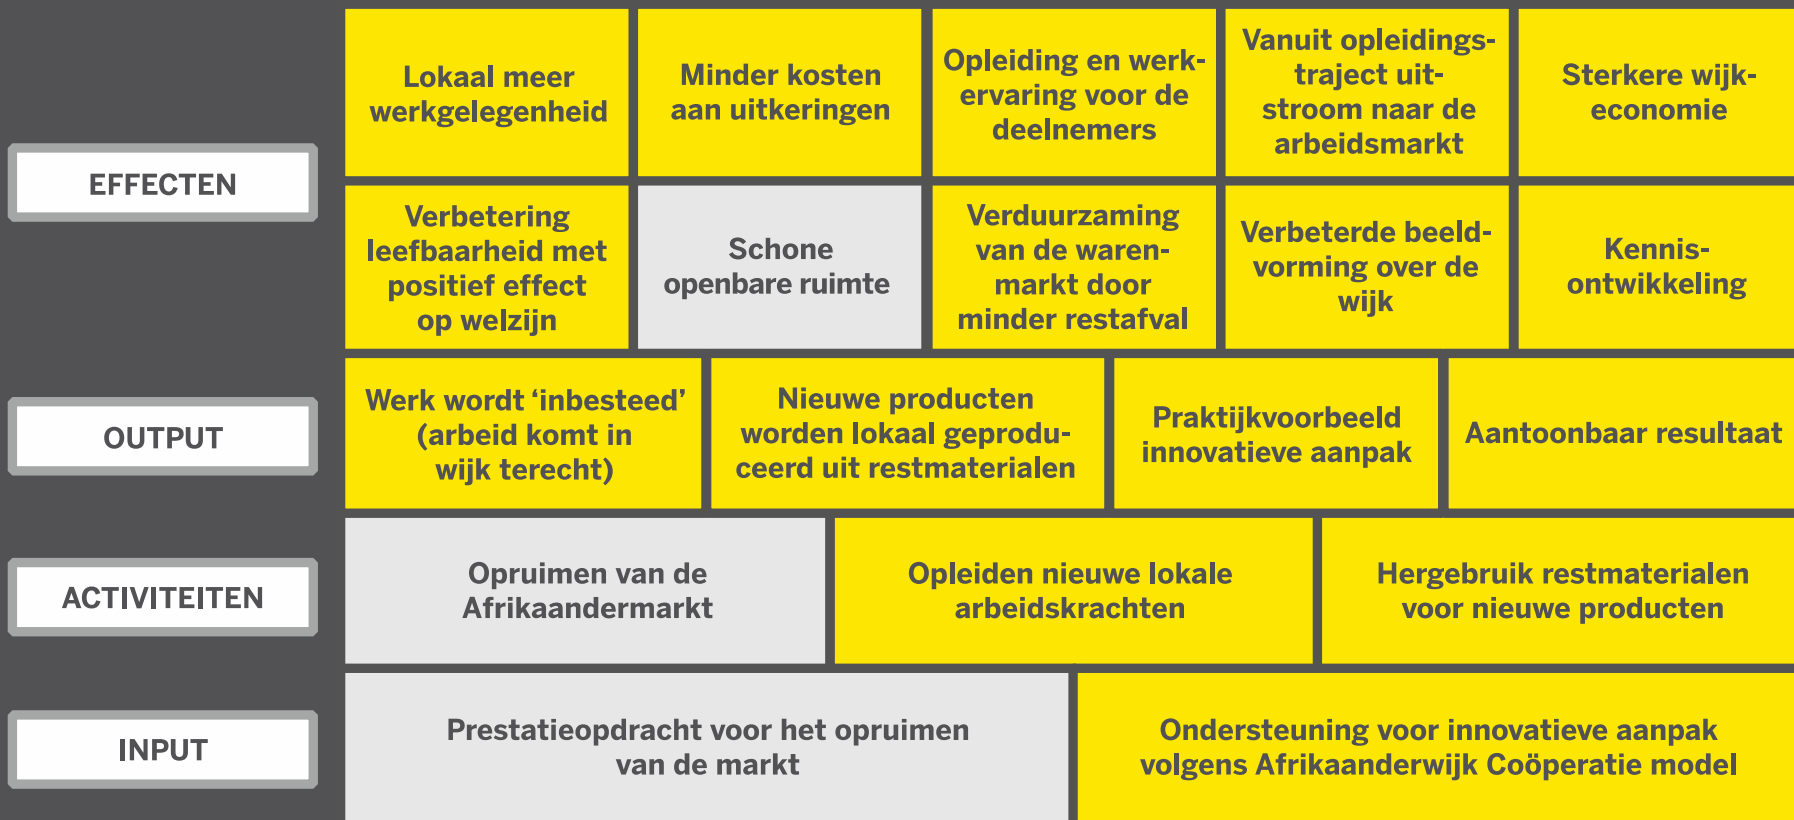 EFFECTEN
Lokaal meer
werkgelegenheid
Minder kosten
aan uitkeringen
Opleiding en werk-
ervaring voor de
deelnemers
Vanuit opleidings-
traject uit-
stroom naar de
arbeidsmarkt
Sterkere wijk-
economie
Verbetering
leefbaarheid met
positief effect
op welzijn
Schone
openbare ruimte
Verduurzaming
van de waren-
markt door
minder restafval
Verbeterde beeld-
vorming over de
wijk
Kennis-
ontwikkeling
OUTPUT
Werk wordt ‘inbesteed’
(arbeid komt in
wijk terecht)
Nieuwe producten
worden lokaal geprodu-
ceerd uit restmaterialen
Praktijkvoorbeeld
innovatieve aanpak
Aantoonbaar resultaat
ACTIVITEITEN
Opruimen van de
Afrikaandermarkt
Opleiden nieuwe lokale
arbeidskrachten
Hergebruik restmaterialen
voor nieuwe producten
INPUT
Prestatieopdracht voor het opruimen
van de markt
Ondersteuning voor innovatieve aanpak
volgens Afrikaanderwijk Coöperatie model